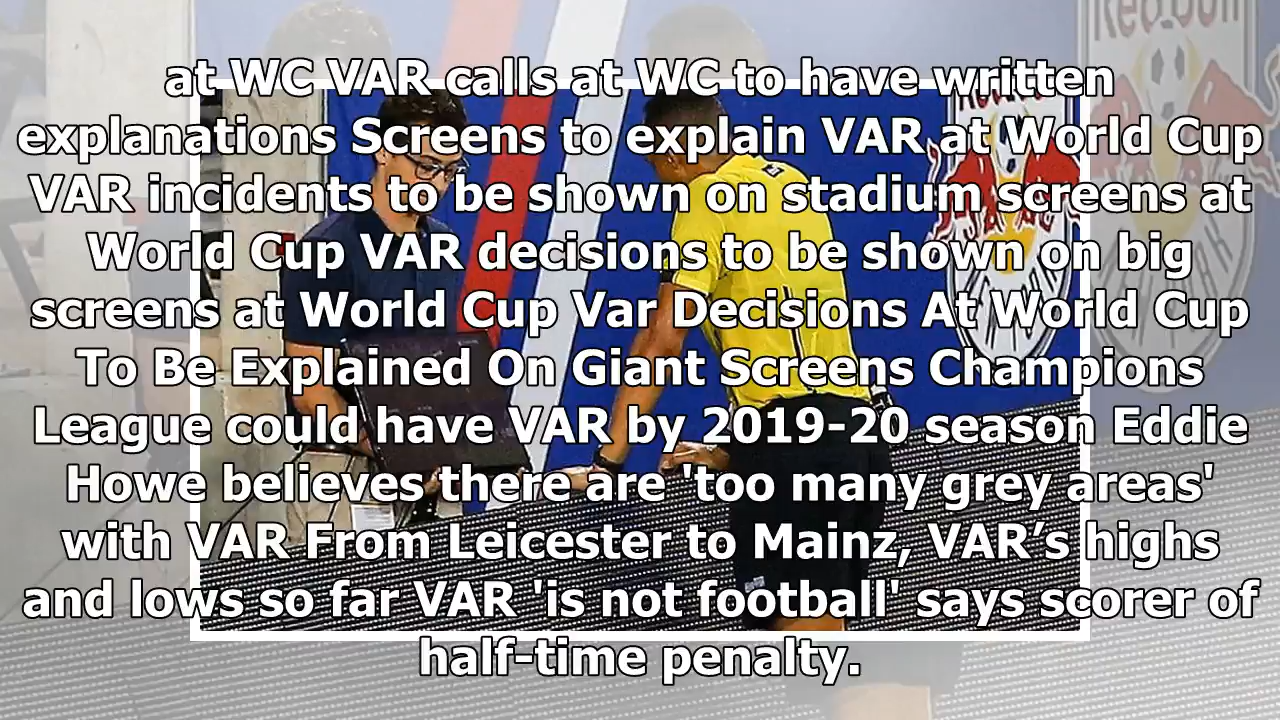 at WC VAR calls at WC to have written
explanations Screens to explain VAR at World Cup
VAR incidents to be shown on stadium screens at
World Cup VAR decisions to be shown on big
screens at World Cup Var Decisions At World Cup
To Be Explained On Giant Screens Champions
League could have VAR by 2019-20 season Eddie
Howe believes there are 'too many grey areas'
with VAR From Leicester to Mainz, VAR’s highs
and lows so far VAR 'is not football' says scorer of
half-time penalty.
Red Bull